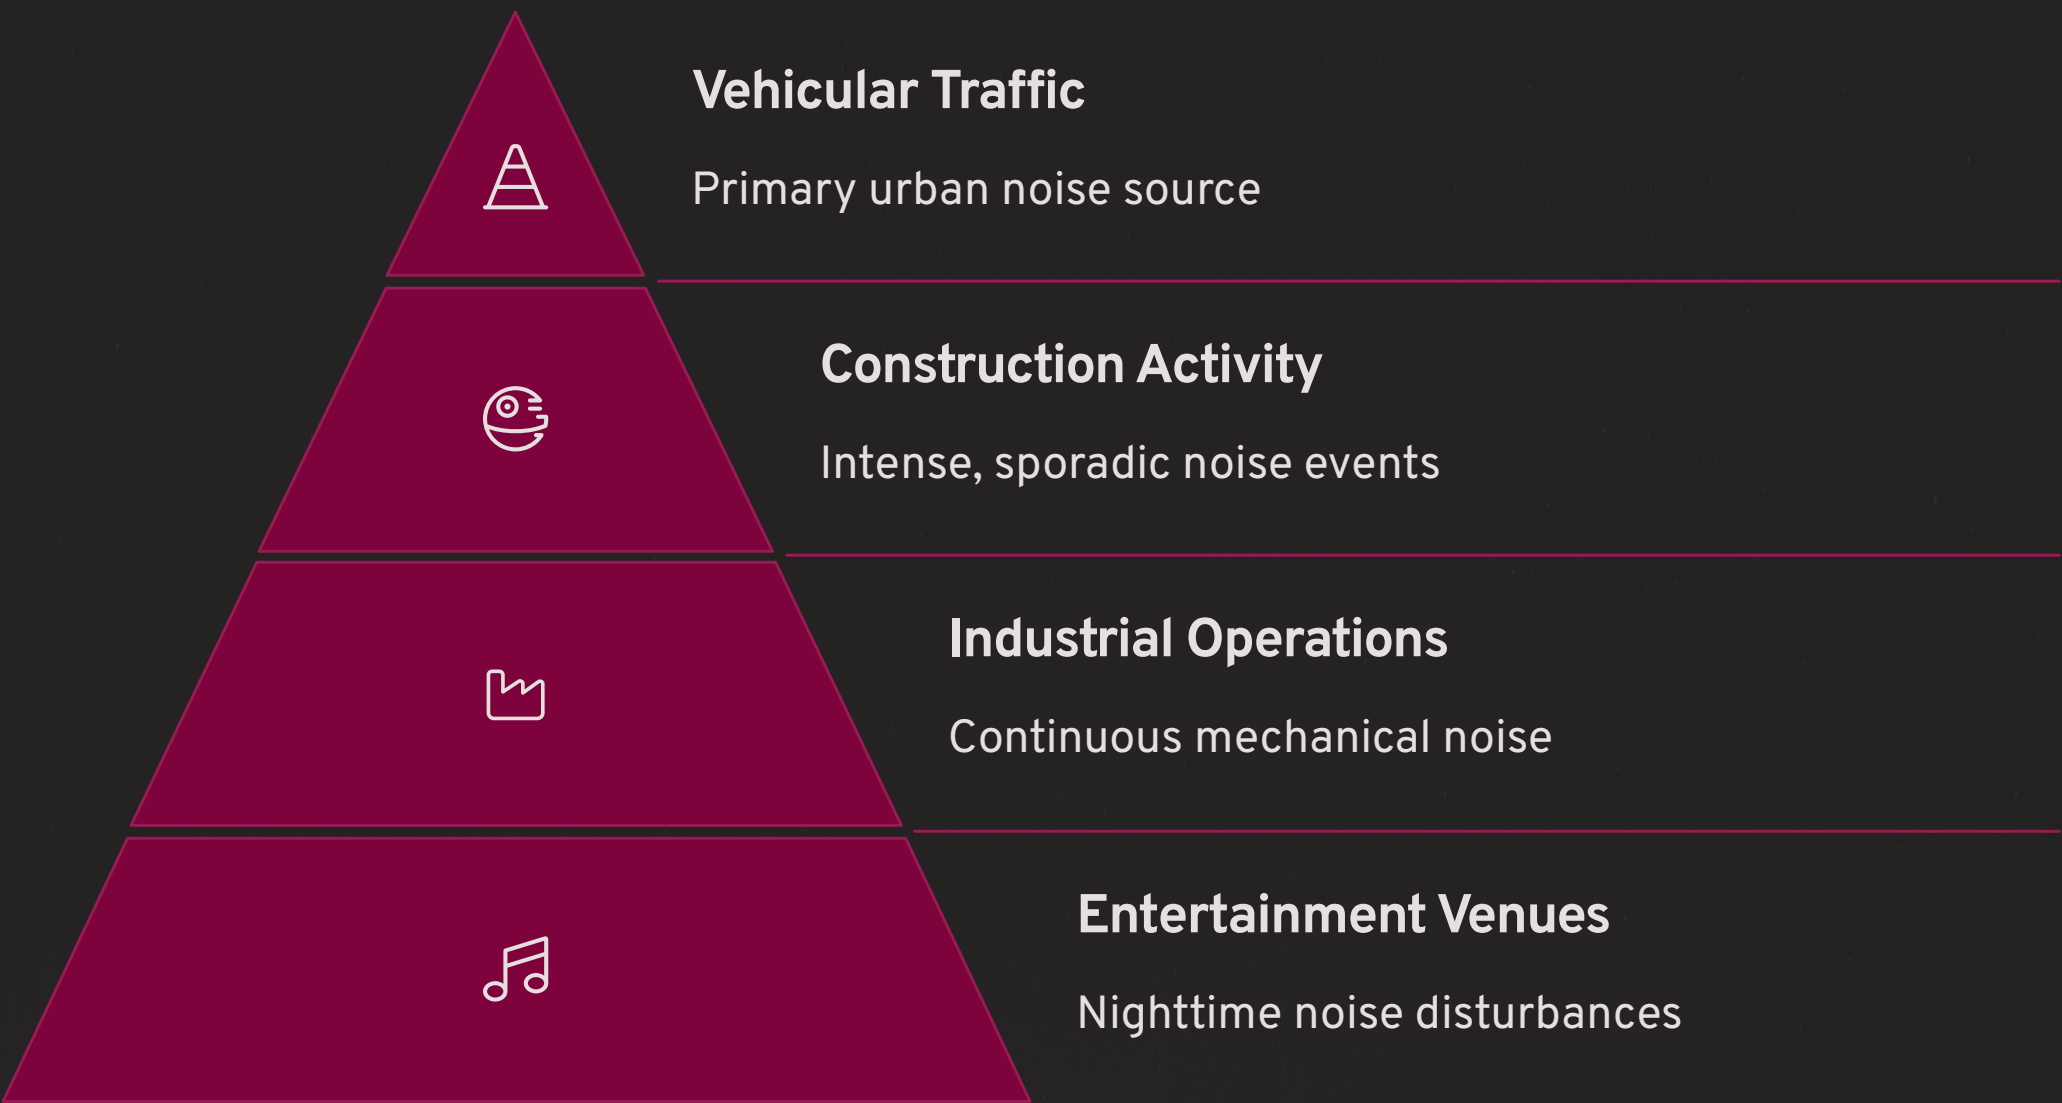 Vehicular Traffic
Primary urban noise source
Construction Activity
Intense, sporadic noise events
Industrial Operations
Continuous mechanical noise
Entertainment Venues
Nighttime noise disturbances